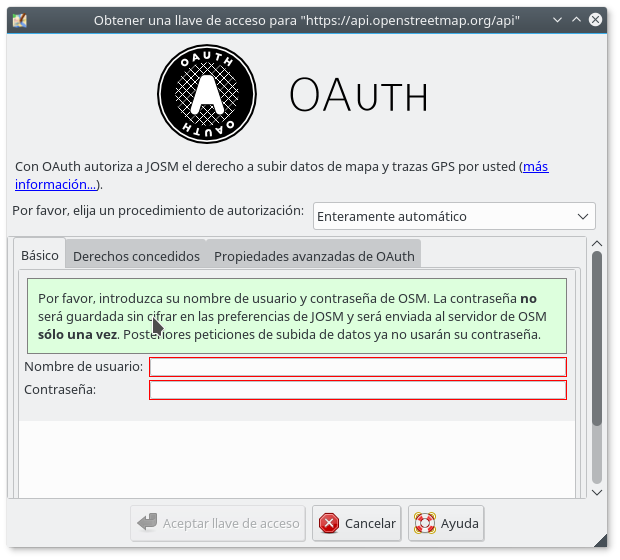 Obtener una llave de acceso para "https://api.openstreetmap.org/api"
OAUTH
A
OAUTH
OAUTH
Con OAuth autoriza a JOSM el derecho a subir datos de mapa y trazas GPS por usted (más
información...).
Por favor, elija un procedimiento de autorización: Enteramente automático
Básico Derechos concedidos Propiedades avanzadas de OAuth
Por favor, introduzca su nombre de usuario y contraseña de OSM. La contraseña no
será guardada sin cifrar en las preferencias de JOSM y será enviada al servidor de OSM
sólo una vez. Posteriores peticiones de subida de datos ya no usarán su contraseña.
Nombre de usuario:
Contraseña:
Aceptar llave de acceso Cancelar Ayuda